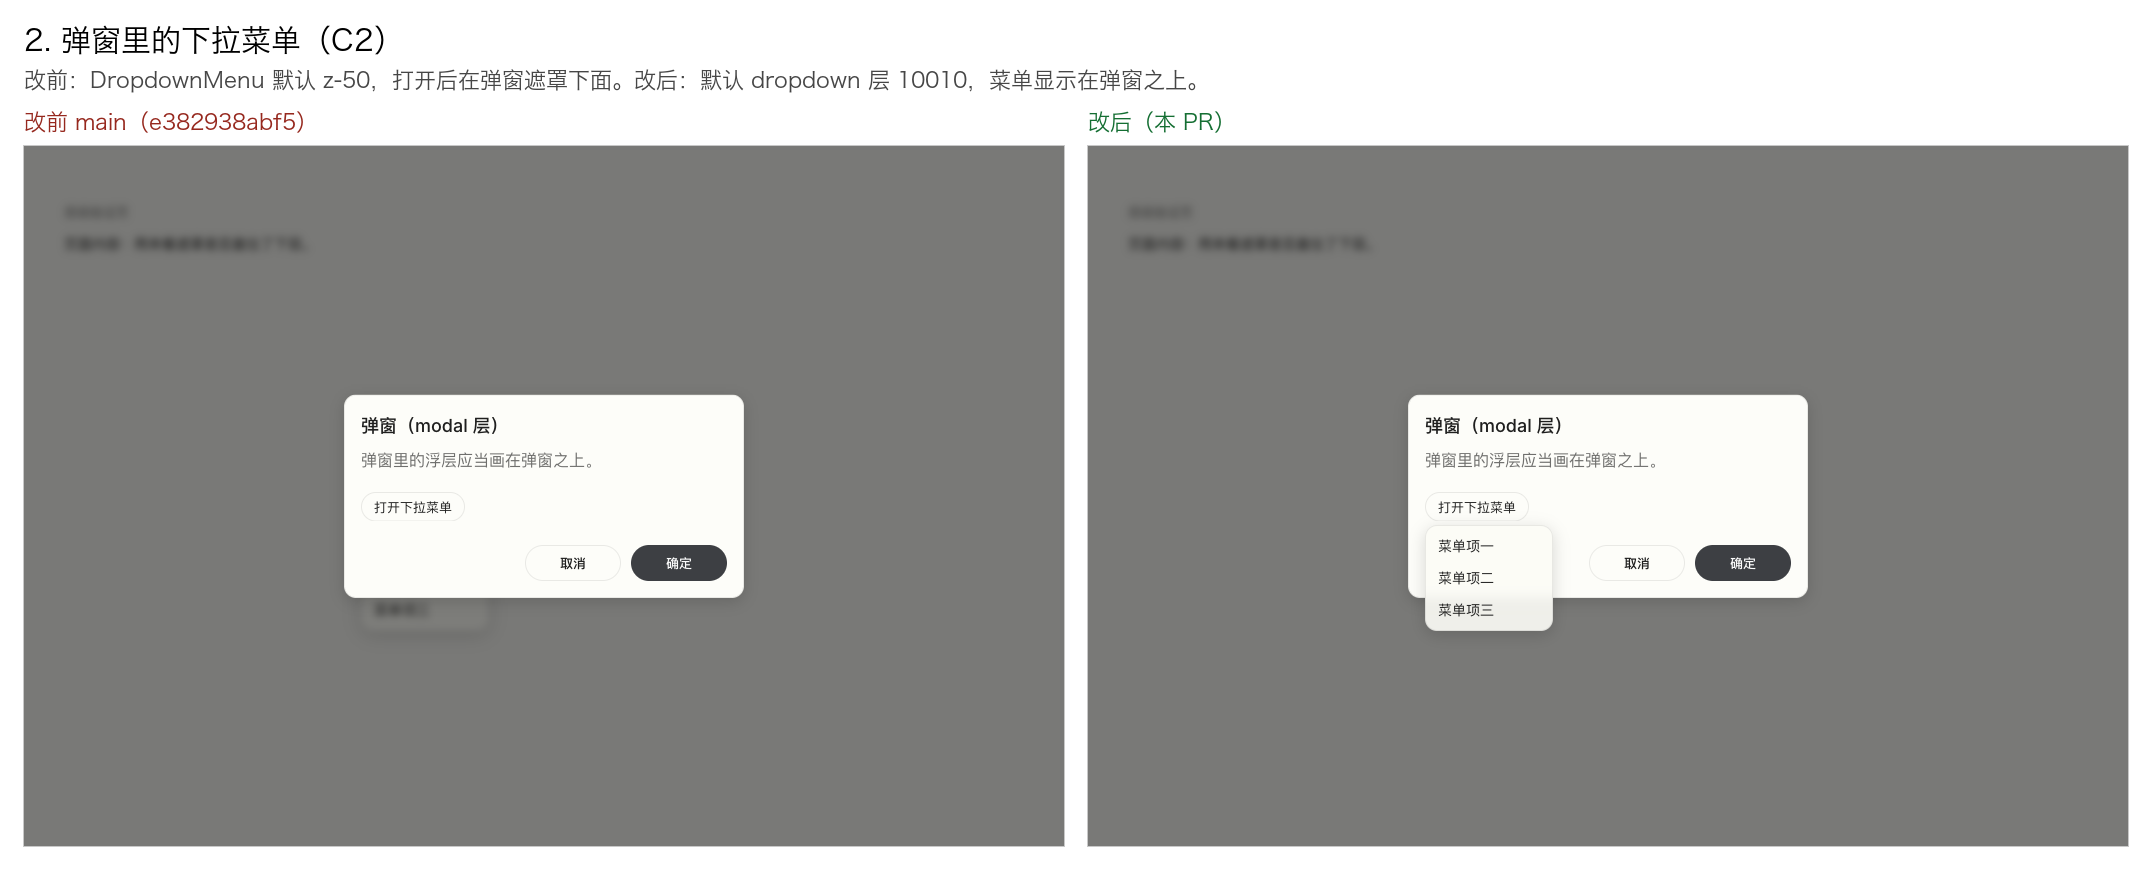 2. 弹窗里的下拉菜单（C2）
改前：DropdownMenu 默认 z-50，打开后在弹窗遮罩下面。改后：默认 dropdown 层 10010，菜单显示在弹窗之上。
改前 main（e382938abf5）
弹窗（modal 层）
弹窗里的浮层应当画在弹窗之上。
打开下拉菜单
取消
确定
改后（本 PR）
弹窗（modal 层）
弹窗里的浮层应当画在弹窗之上。
打开下拉菜单
菜单项一
菜单项二
菜单项三
取消
确定